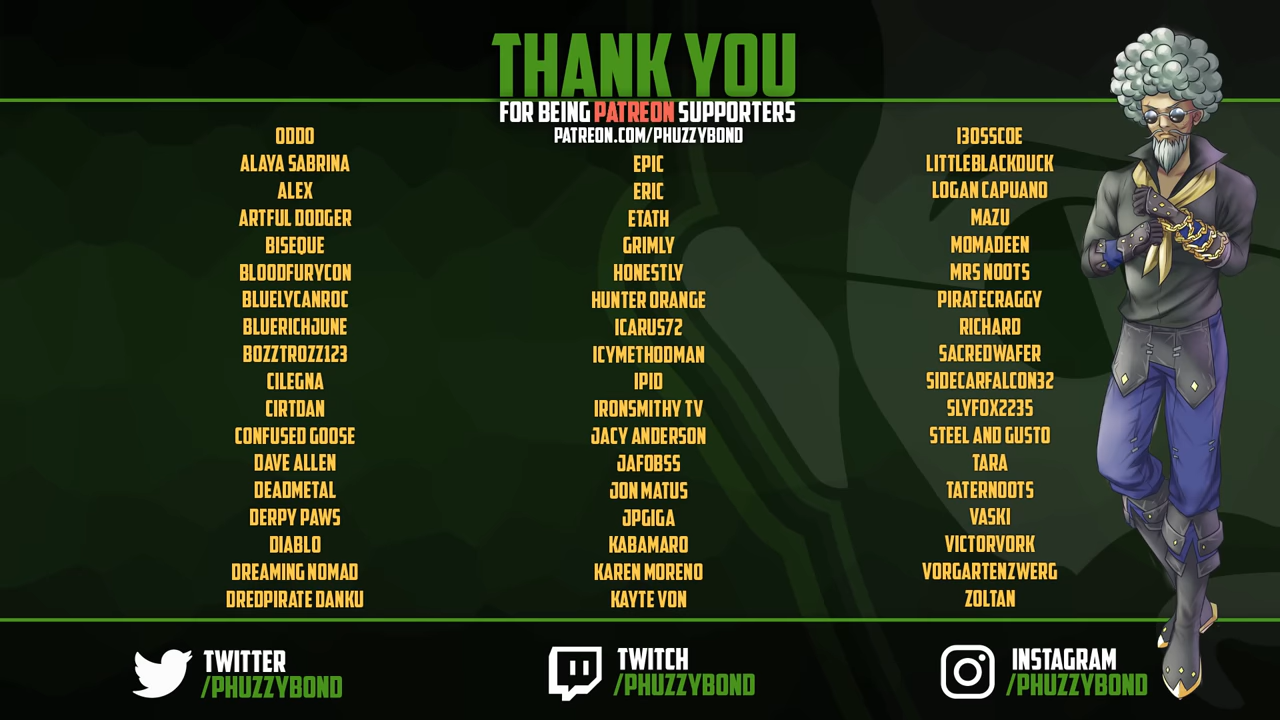 THANK YOU
FOR BEING PATREON SUPPORTERS
PATREON.COM/PHUZZYBOND
ODDO
ALAYA SABRINA
ALEX
ARTFUL DODGER
BISEQUE
BLOODFURYCON
BLUELYCANROC
BLUERICHJUNE
BOZZTROZZ123
CILEGNA
CIRTDAN
CONFUSED GOOSE
DAVE ALLEN
DEADMETAL
DERPY PAWS
DIABLO
DREAMING NOMAD
DREDPIRATE DANKU
EPIC
ERIC
ETATH
GRIMLY
HONESTLY
HUNTER ORANGE
ICARUS72
ICYMETHODMAN
IPID
IRONSMITHY TV
JACY ANDERSON
JAFOBSS
JON MATUS
JPGIGA
KABAMARO
KAREN MORENO
KAYTE VON
L3OSSCOE
LITTLEBLACKDUCK
LOGAN CAPUANO
MAZU
MOMADEEN
MRS NOOTS
PIRATECRAGGY
RICHARD
SACREDWAFER
SIDECARFALCON32
SLYFOX2235
STEEL AND GUSTO
TARA
TATERNOOTS
VASKI
VICTORVORK
VORGARTENZWERG
ZOLTAN
TWITTER
/PHUZZYBOND
TWITCH
/PHUZZYBOND
INSTAGRAM
/PHUZZYBOND